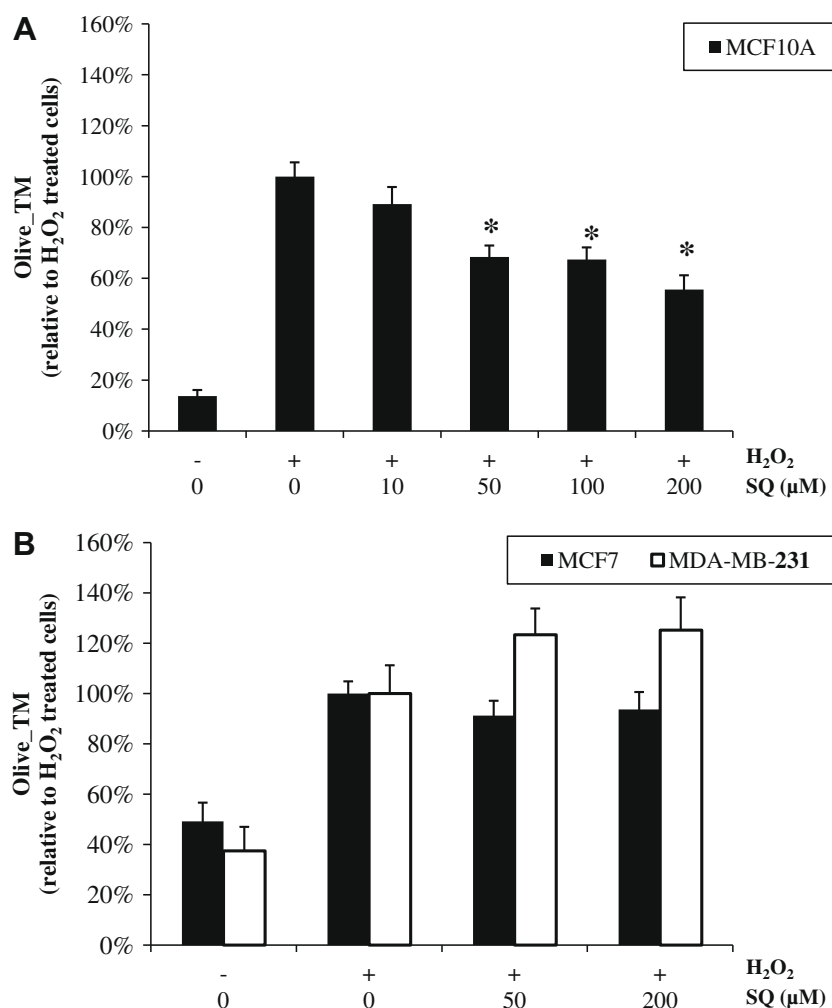 A
160%
MCF10A
140%
120%
100%
80%
60%
40%
20%
0%
Olive_TM
(relative to H₂O₂ treated cells)
* * *
- + + + + + H₂O₂
0 0 10 50 100 200 SQ (µM)
B
160%
MCF7 MDA-MB-231
140%
120%
100%
80%
60%
40%
20%
0%
Olive_TM
(relative to H₂O₂ treated cells)
- + + + H₂O₂
0 0 50 200 SQ (µM)